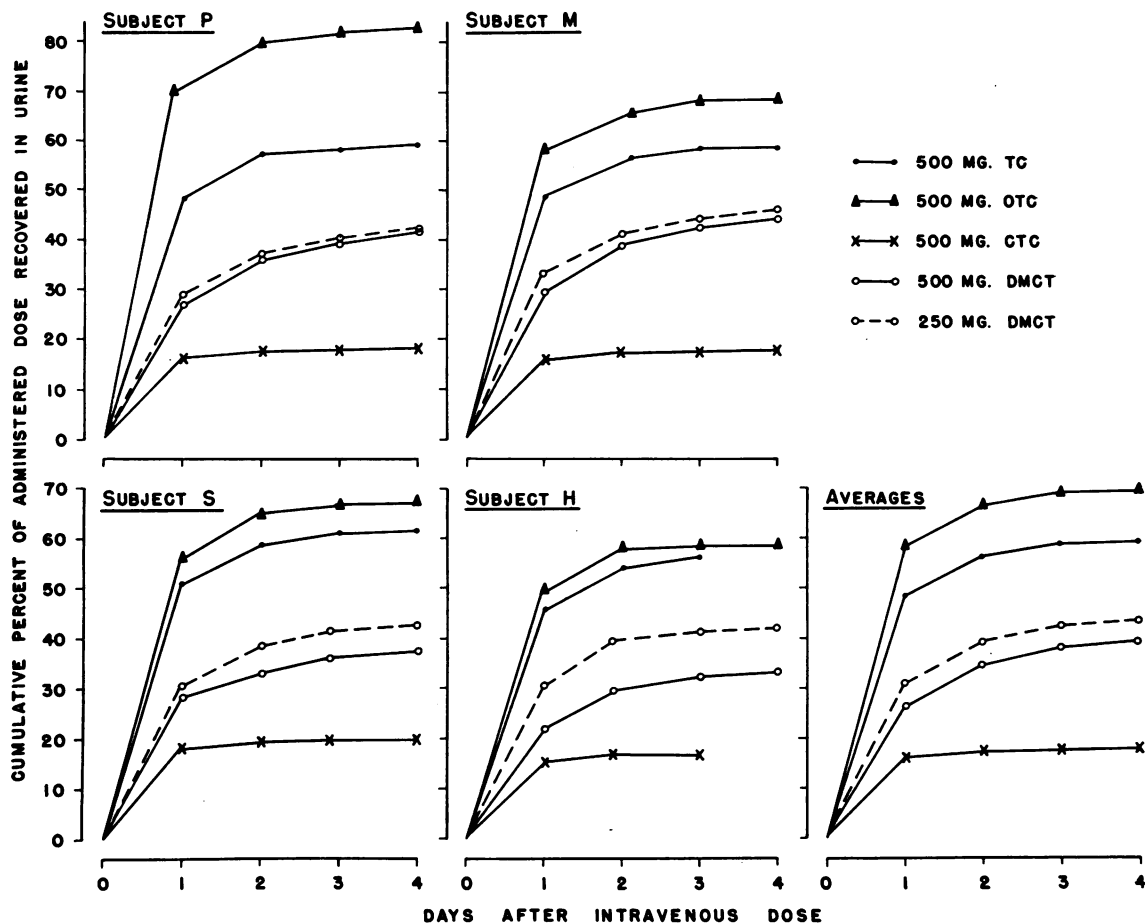 SUBJECT P
SUBJECT M
80
70
60
50
40
30
20
10
0
500 MG. TC
500 MG. OTC
500 MG. CTC
500 MG. DMCT
250 MG. DMCT
CUMULATIVE PERCENT OF ADMINISTERED DOSE RECOVERED IN URINE
SUBJECT S
SUBJECT H
AVERAGES
70
60
50
40
30
20
10
0
0 1 2 3 4
0 1 2 3 4
0 1 2 3 4
DAYS AFTER INTRAVENOUS DOSE